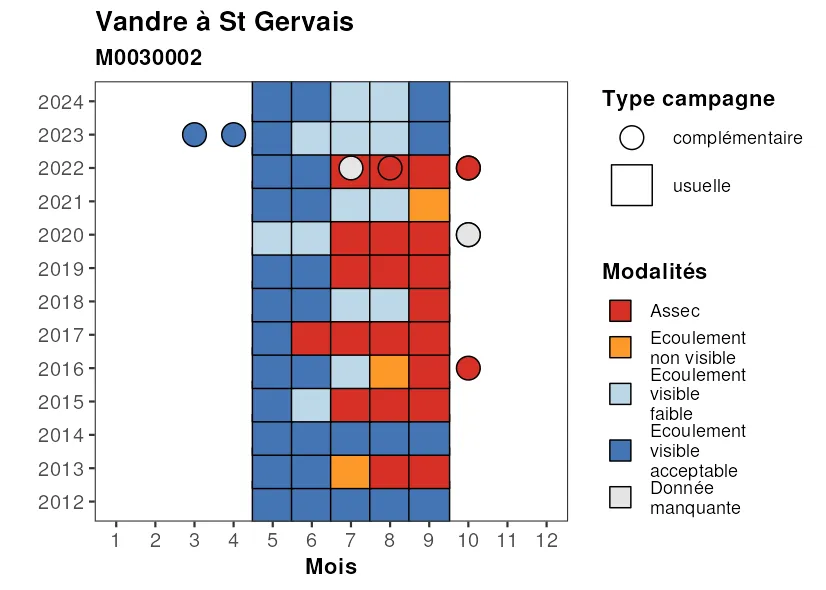 Vandre à St Gervais
M0030002
2024
2023
2022
2021
2020
2019
2018
2017
2016
2015
2014
2013
2012
1 2 3 4 5 6 7 8 9 10 11 12
Mois
Type campagne
complémentaire
usuelle
Modalités
Assec
Ecoulement
non visible
Ecoulement
visible
faible
Ecoulement
visible
acceptable
Donnée
manquante